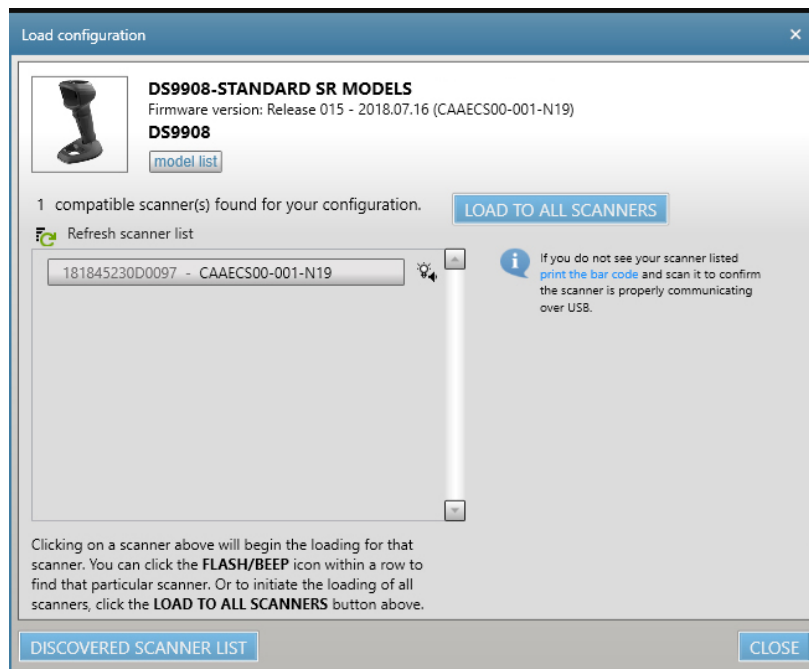 Load configuration
DS9908-STANDARD SR MODELS
Firmware version: Release 015 - 2018.07.16 (CAAECS00-001-N19)
DS9908
model list
1 compatible scanner(s) found for your configuration.
LOAD TO ALL SCANNERS
Refresh scanner list
181845230D0097 - CAAECS00-001-N19
If you do not see your scanner listed
print the bar code and scan it to confirm
the scanner is properly communicating
over USB.
Clicking on a scanner above will begin the loading for that
scanner. You can click the FLASH/BEEP icon within a row to
find that particular scanner. Or to initiate the loading of all
scanners, click the LOAD TO ALL SCANNERS button above.
DISCOVERED SCANNER LIST
CLOSE